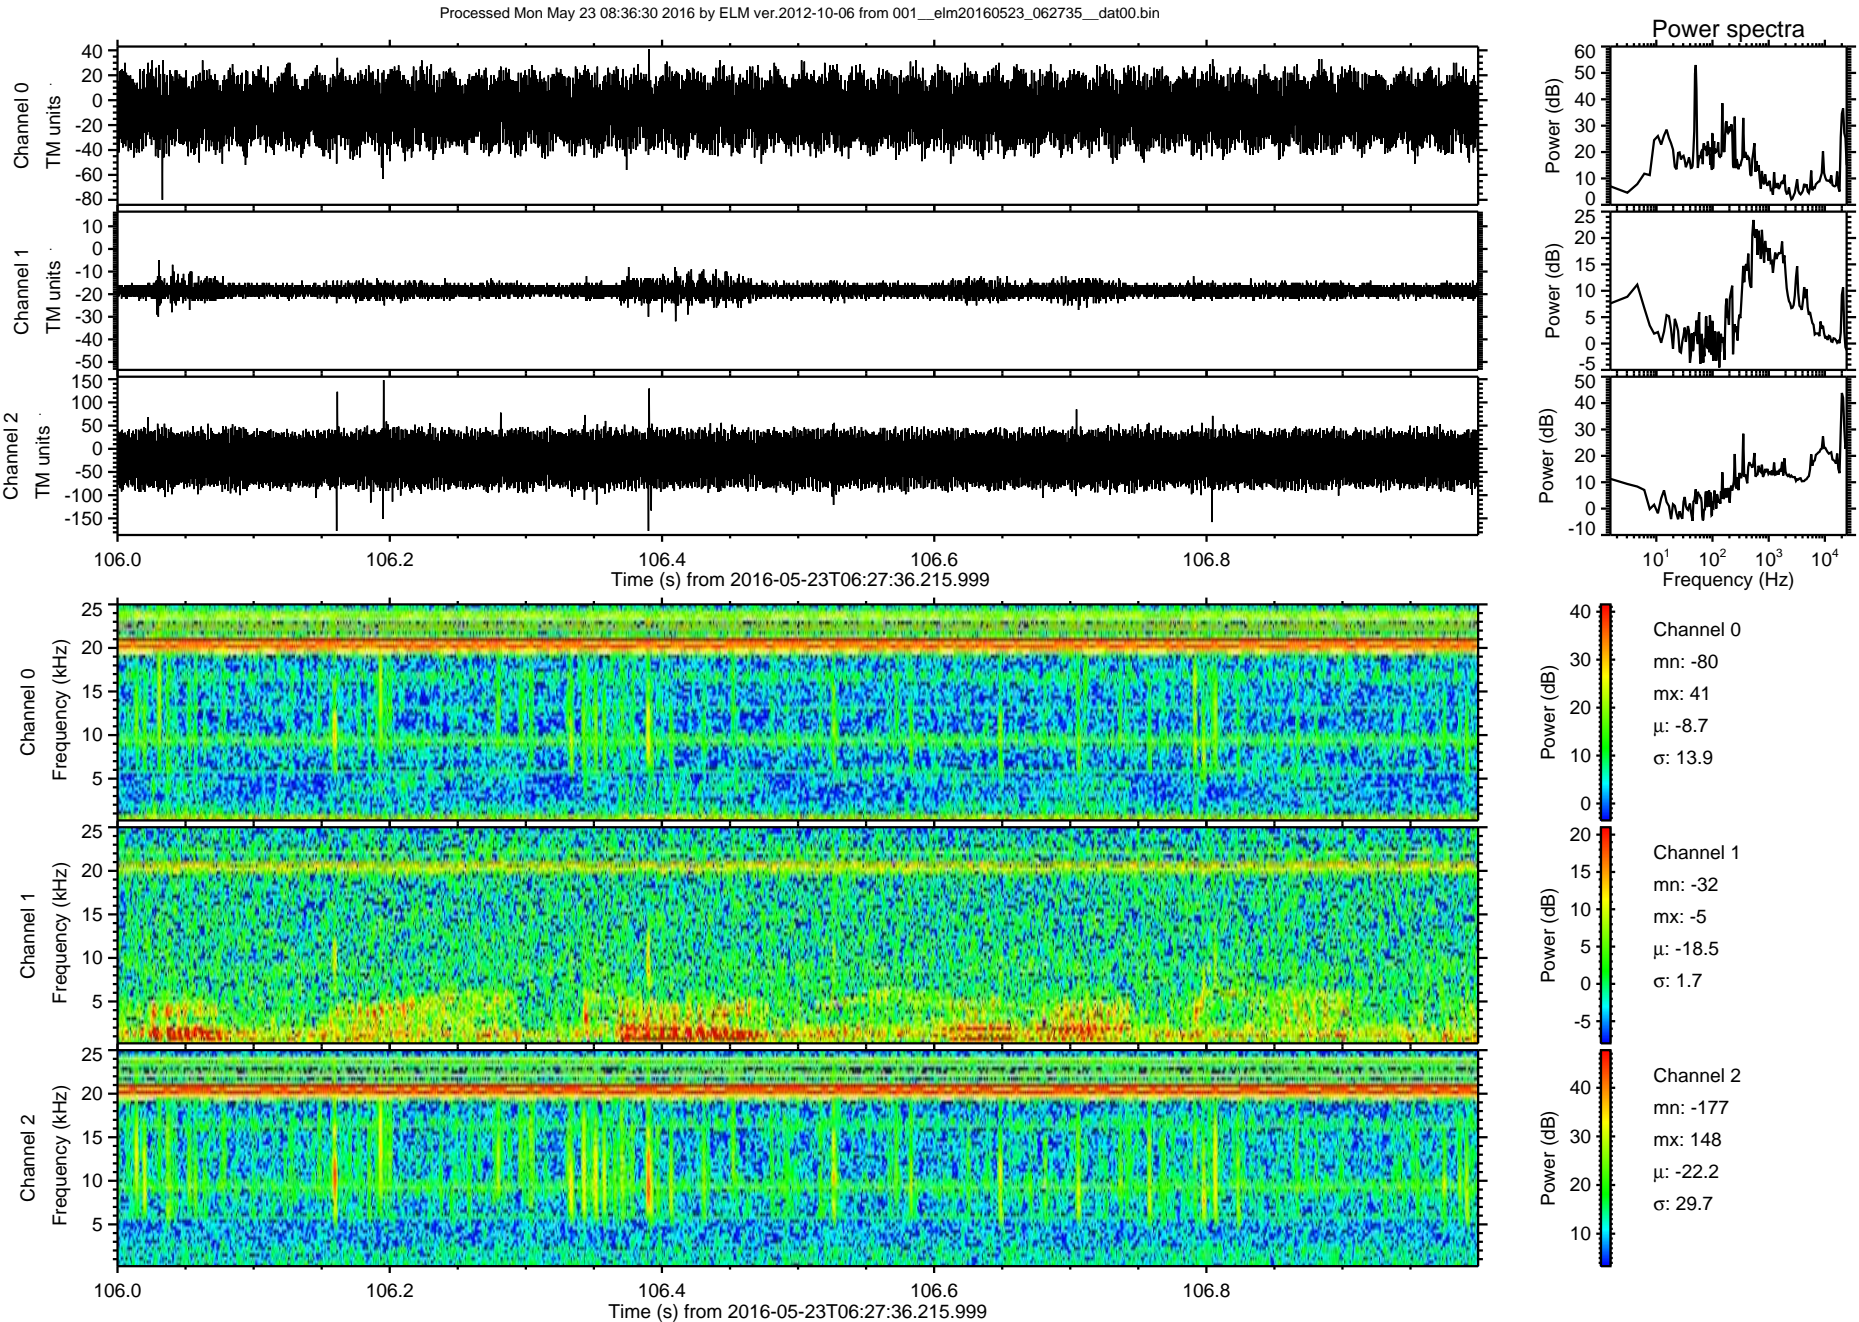 Processed Mon May 23 08:36:30 2016 by ELM ver.2012-10-06 from 001__elm20160523_062735__dat00.bin
Power spectra
Channel 0
TM units
40
20
0
-20
-40
-60
-80
Power (dB)
60
50
40
30
20
10
0
Channel 1
TM units
10
0
-10
-20
-30
-40
-50
Power (dB)
25
20
15
10
5
0
-5
Channel 2
TM units
150
100
50
0
-50
-100
-150
Power (dB)
50
40
30
20
10
0
-10
106.0 106.2 106.4 106.6 106.8
Time (s) from 2016-05-23T06:27:36.215.999
10^1 10^2 10^3 10^4
Frequency (Hz)
Channel 0
Frequency (kHz)
25
20
15
10
5
Power (dB)
40
30
20
10
0
Channel 0
mn: -80
mx: 41
μ: -8.7
σ: 13.9
Channel 1
Frequency (kHz)
25
20
15
10
5
Power (dB)
20
15
10
5
0
-5
Channel 1
mn: -32
mx: -5
μ: -18.5
σ: 1.7
Channel 2
Frequency (kHz)
25
20
15
10
5
Power (dB)
40
30
20
10
Channel 2
mn: -177
mx: 148
μ: -22.2
σ: 29.7
106.0 106.2 106.4 106.6 106.8
Time (s) from 2016-05-23T06:27:36.215.999